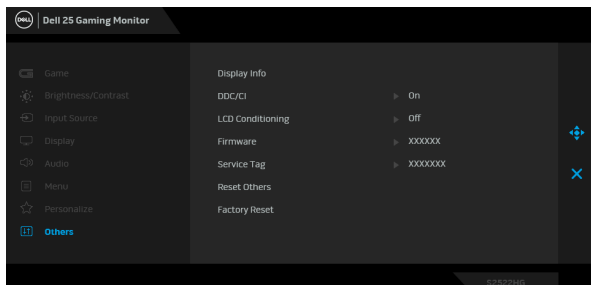 DELL
Dell 25 Gaming Monitor
Game
Brightness/Contrast
Input Source
Display
Audio
Menu
Personalize
Others
Display Info
DDC/CI On
LCD Conditioning Off
Firmware XXXXXX
Service Tag XXXXXXX
Reset Others
Factory Reset
S2522HG